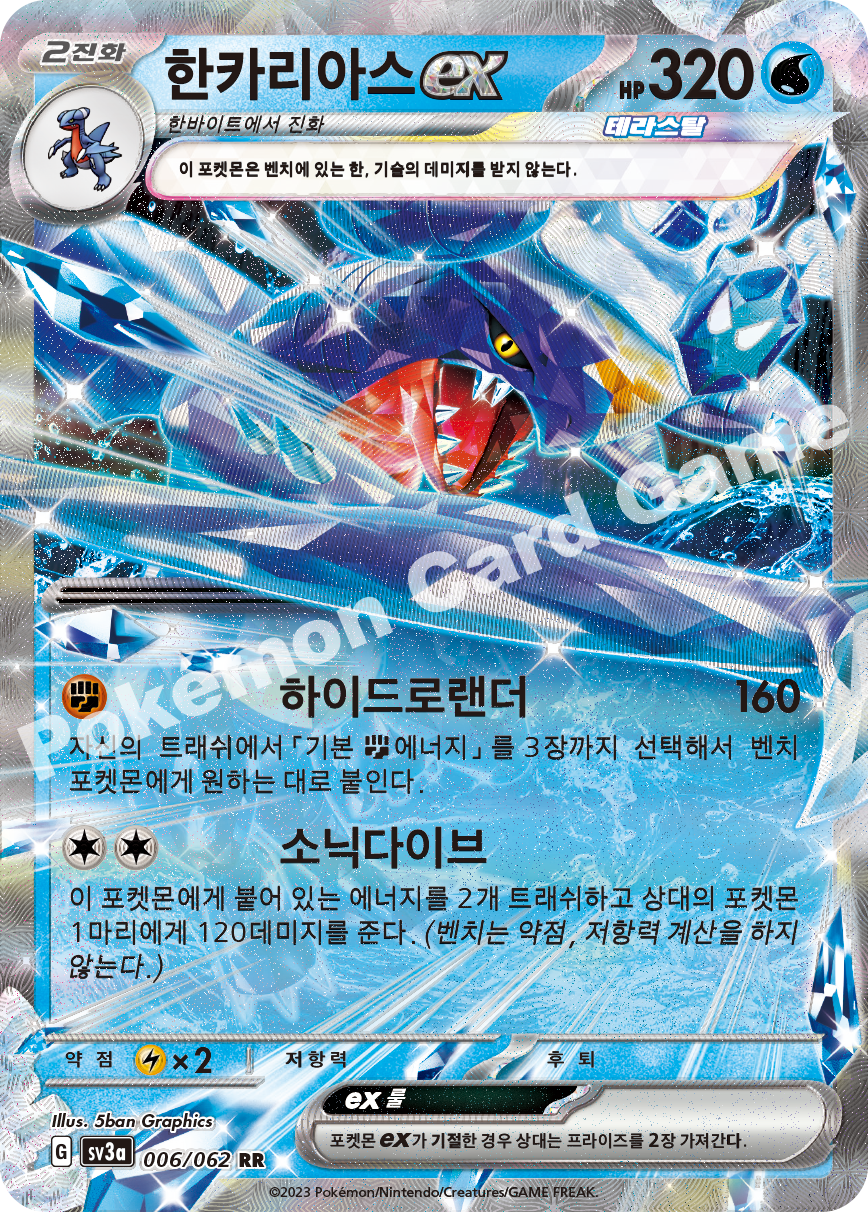 2진화
한카리아스ex
HP 320
한바이트에서 진화
테라스탈
이 포켓몬은 벤치에 있는 한, 기술의 데미지를 받지 않는다.
하이드로랜더 160
자신의 트래쉬에서 「기본 에너지」를 3장까지 선택해서 벤치
포켓몬에게 원하는 대로 붙인다.
소닉다이브
이 포켓몬에게 붙어 있는 에너지를 2개 트래쉬하고 상대의 포켓몬
1마리에게 120데미지를 준다. (벤치는 약점, 저항력 계산을 하지
않는다.)
약점 ×2 저항력 후퇴
ex 룰
포켓몬 ex가 기절한 경우 상대는 프라이즈를 2장 가져간다.
Illus. 5ban Graphics
G sv3a 006/062 RR
©2023 Pokémon/Nintendo/Creatures/GAME FREAK.
Pokémon Card Game